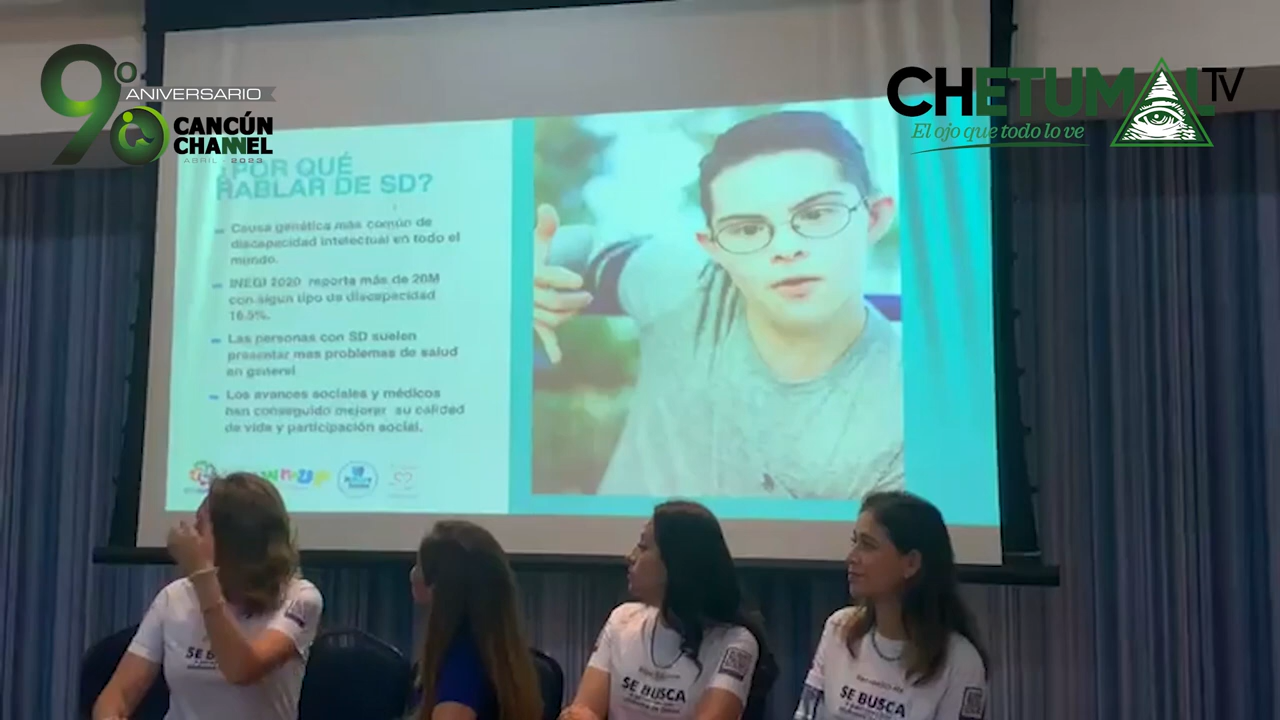 9º ANIVERSARIO
CANCÚN
CHANNEL
ABRIL - 2023
CHETUMAL TV
El ojo que todo lo ve
¿POR QUÉ
HABLAR DE SD?
Causa genética más común de
discapacidad intelectual en todo el
mundo.
INEGI 2020 reporta más de 20M
con algun tipo de discapacidad
16.5%.
Las personas con SD suelen
presentar mas problemas de salud
en general
Los avances sociales y médicos
han conseguido mejorar su calidad
de vida y participación social.
SE BUSCA
SE BUSCA
SE BUSCA